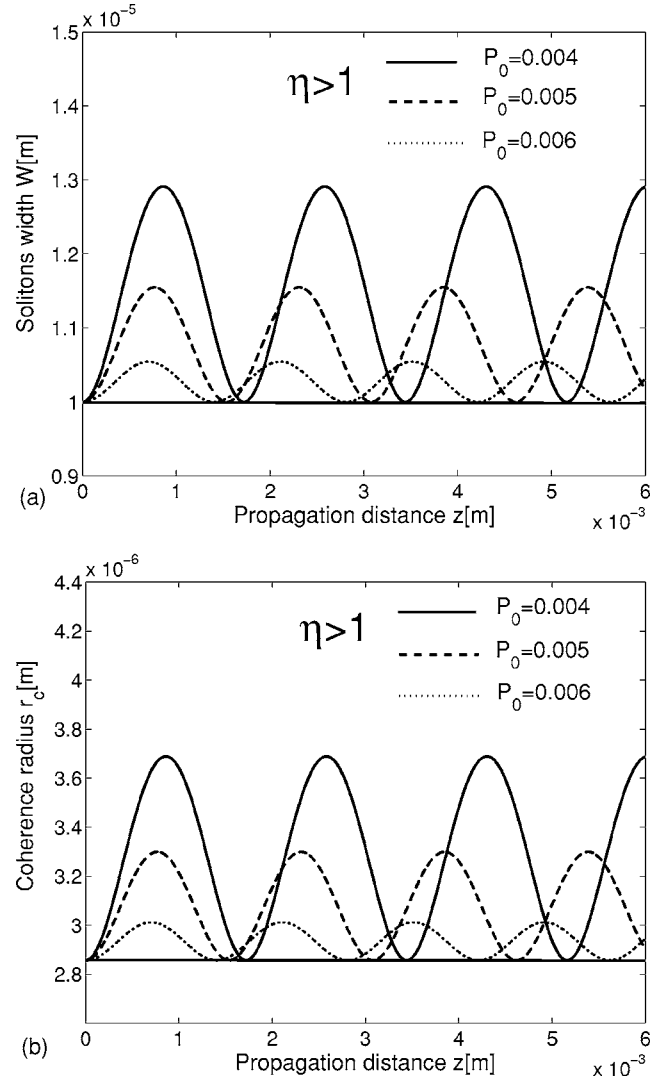 x 10⁻⁵
1.5
1.4
1.3
1.2
1.1
1
0.9
Solitons width W[m]
η>1
P₀=0.004
P₀=0.005
P₀=0.006
0 1 2 3 4 5 6
Propagation distance z[m]
x 10⁻³
(a)
x 10⁻⁶
4.4
4.2
4
3.8
3.6
3.4
3.2
3
2.8
Coherence radius r_c[m]
η>1
P₀=0.004
P₀=0.005
P₀=0.006
0 1 2 3 4 5 6
Propagation distance z[m]
x 10⁻³
(b)